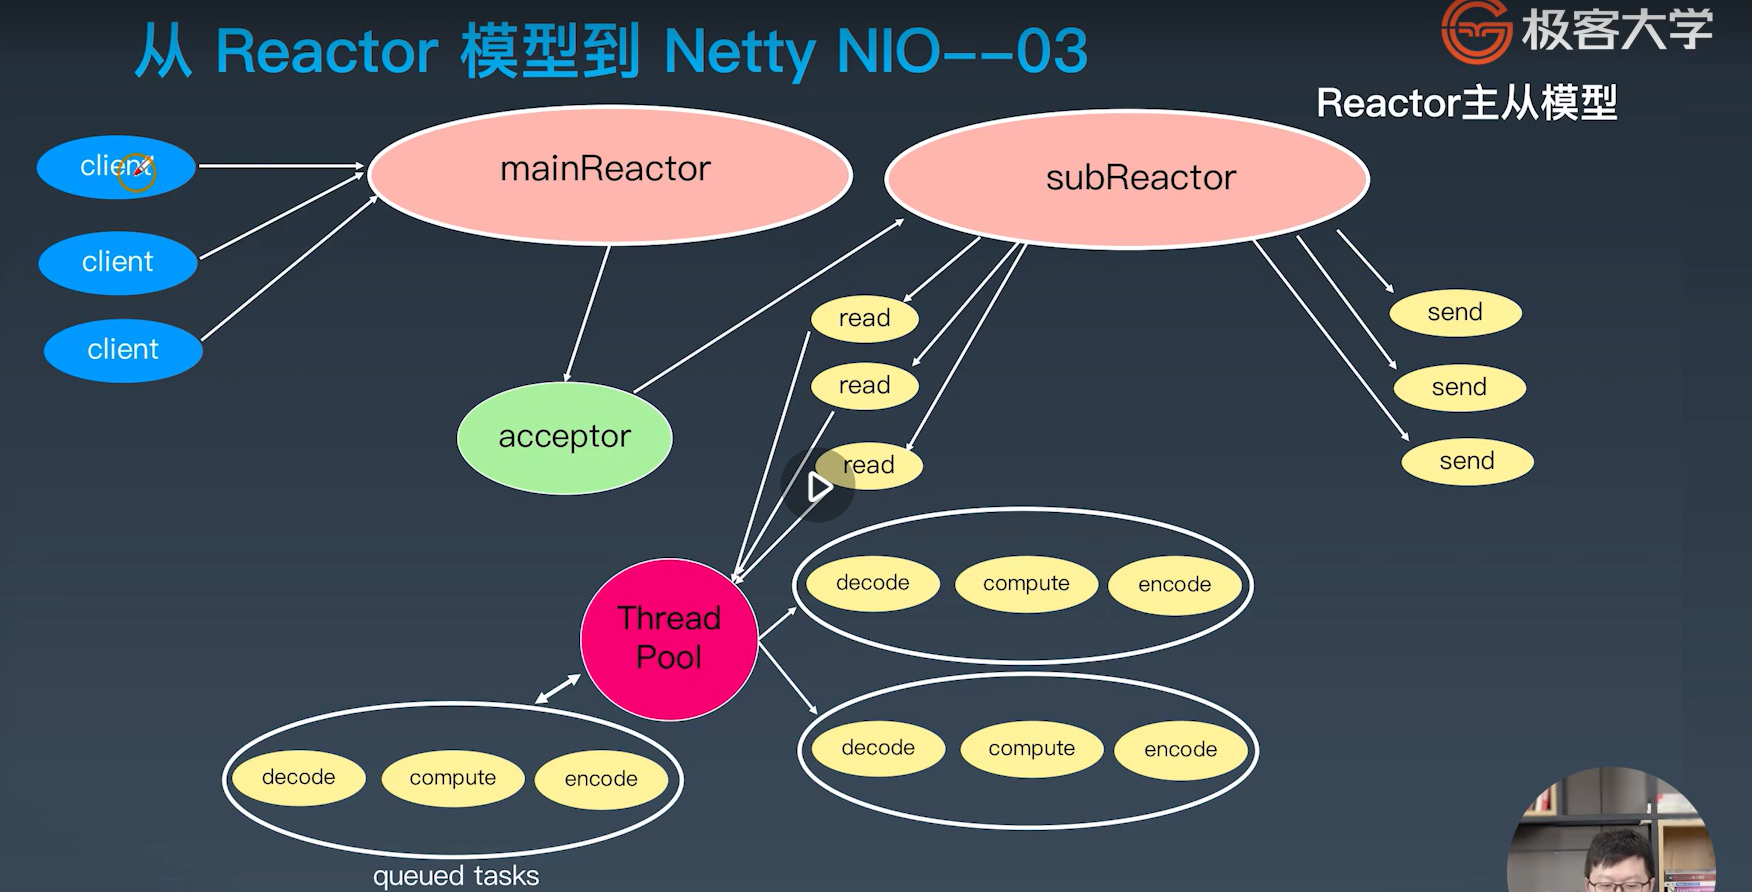 从 Reactor 模型到 Netty NIO--03
极客大学
Reactor主从模型
client
mainReactor
subReactor
client
client
read
send
read
send
acceptor
read
send
Thread
Pool
decode
compute
encode
decode
compute
encode
decode
compute
encode
queued tasks